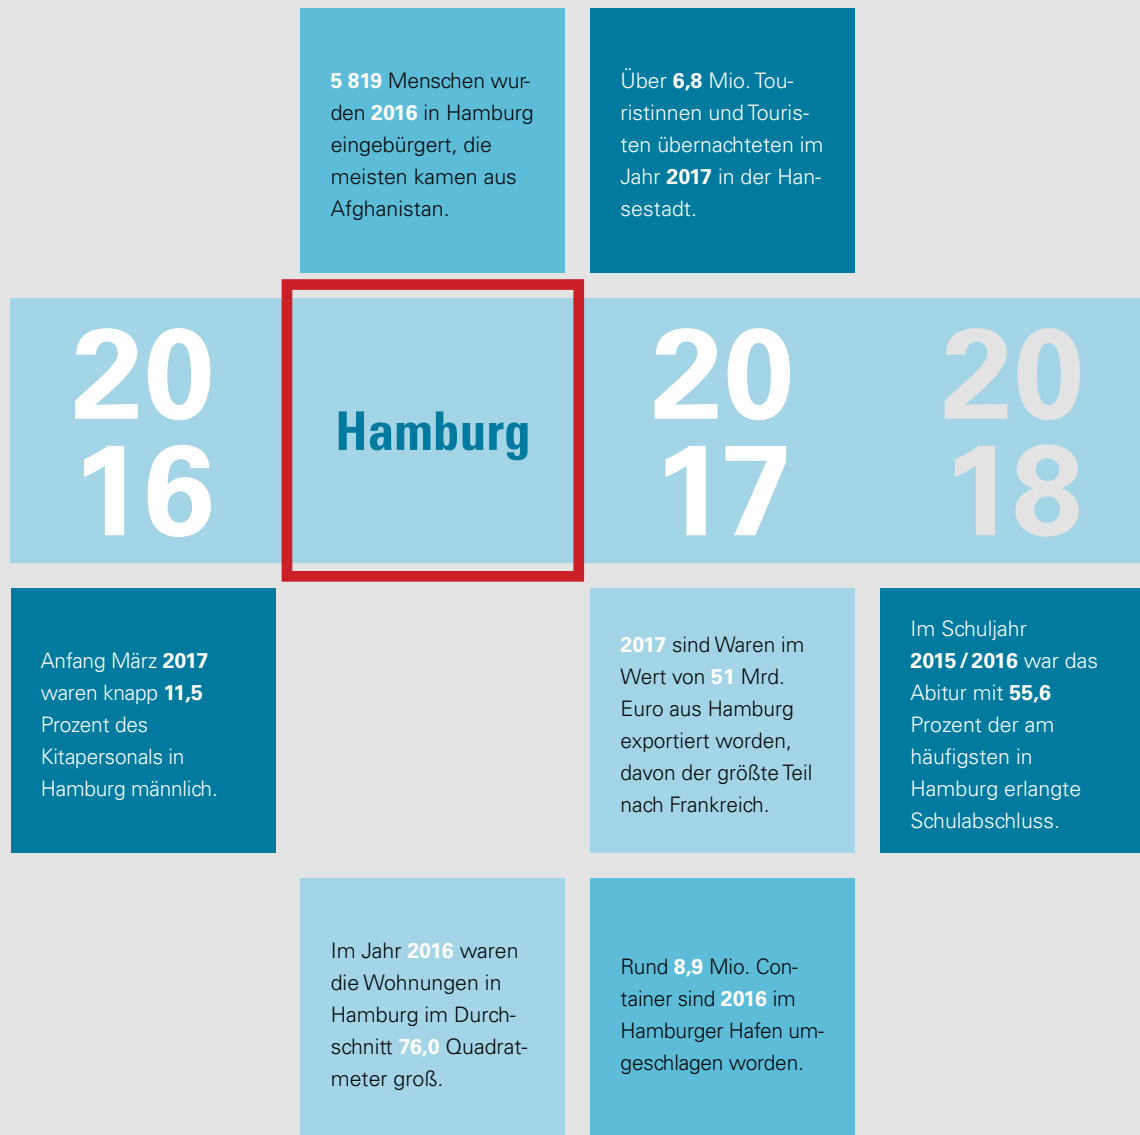 5 819 Menschen wur-
den 2016 in Hamburg
eingebürgert, die
meisten kamen aus
Afghanistan.
Über 6,8 Mio. Tou-
ristinnen und Touris-
ten übernachteten im
Jahr 2017 in der Han-
sestadt.
20
16
Hamburg
20
17
20
18
Anfang März 2017
waren knapp 11,5
Prozent des
Kitapersonals in
Hamburg männlich.
2017 sind Waren im
Wert von 51 Mrd.
Euro aus Hamburg
exportiert worden,
davon der größte Teil
nach Frankreich.
Im Schuljahr
2015 / 2016 war das
Abitur mit 55,6
Prozent der am
häufigsten in
Hamburg erlangte
Schulabschluss.
Im Jahr 2016 waren
die Wohnungen in
Hamburg im Durch-
schnitt 76,0 Quadrat-
meter groß.
Rund 8,9 Mio. Con-
tainer sind 2016 im
Hamburger Hafen um-
geschlagen worden.